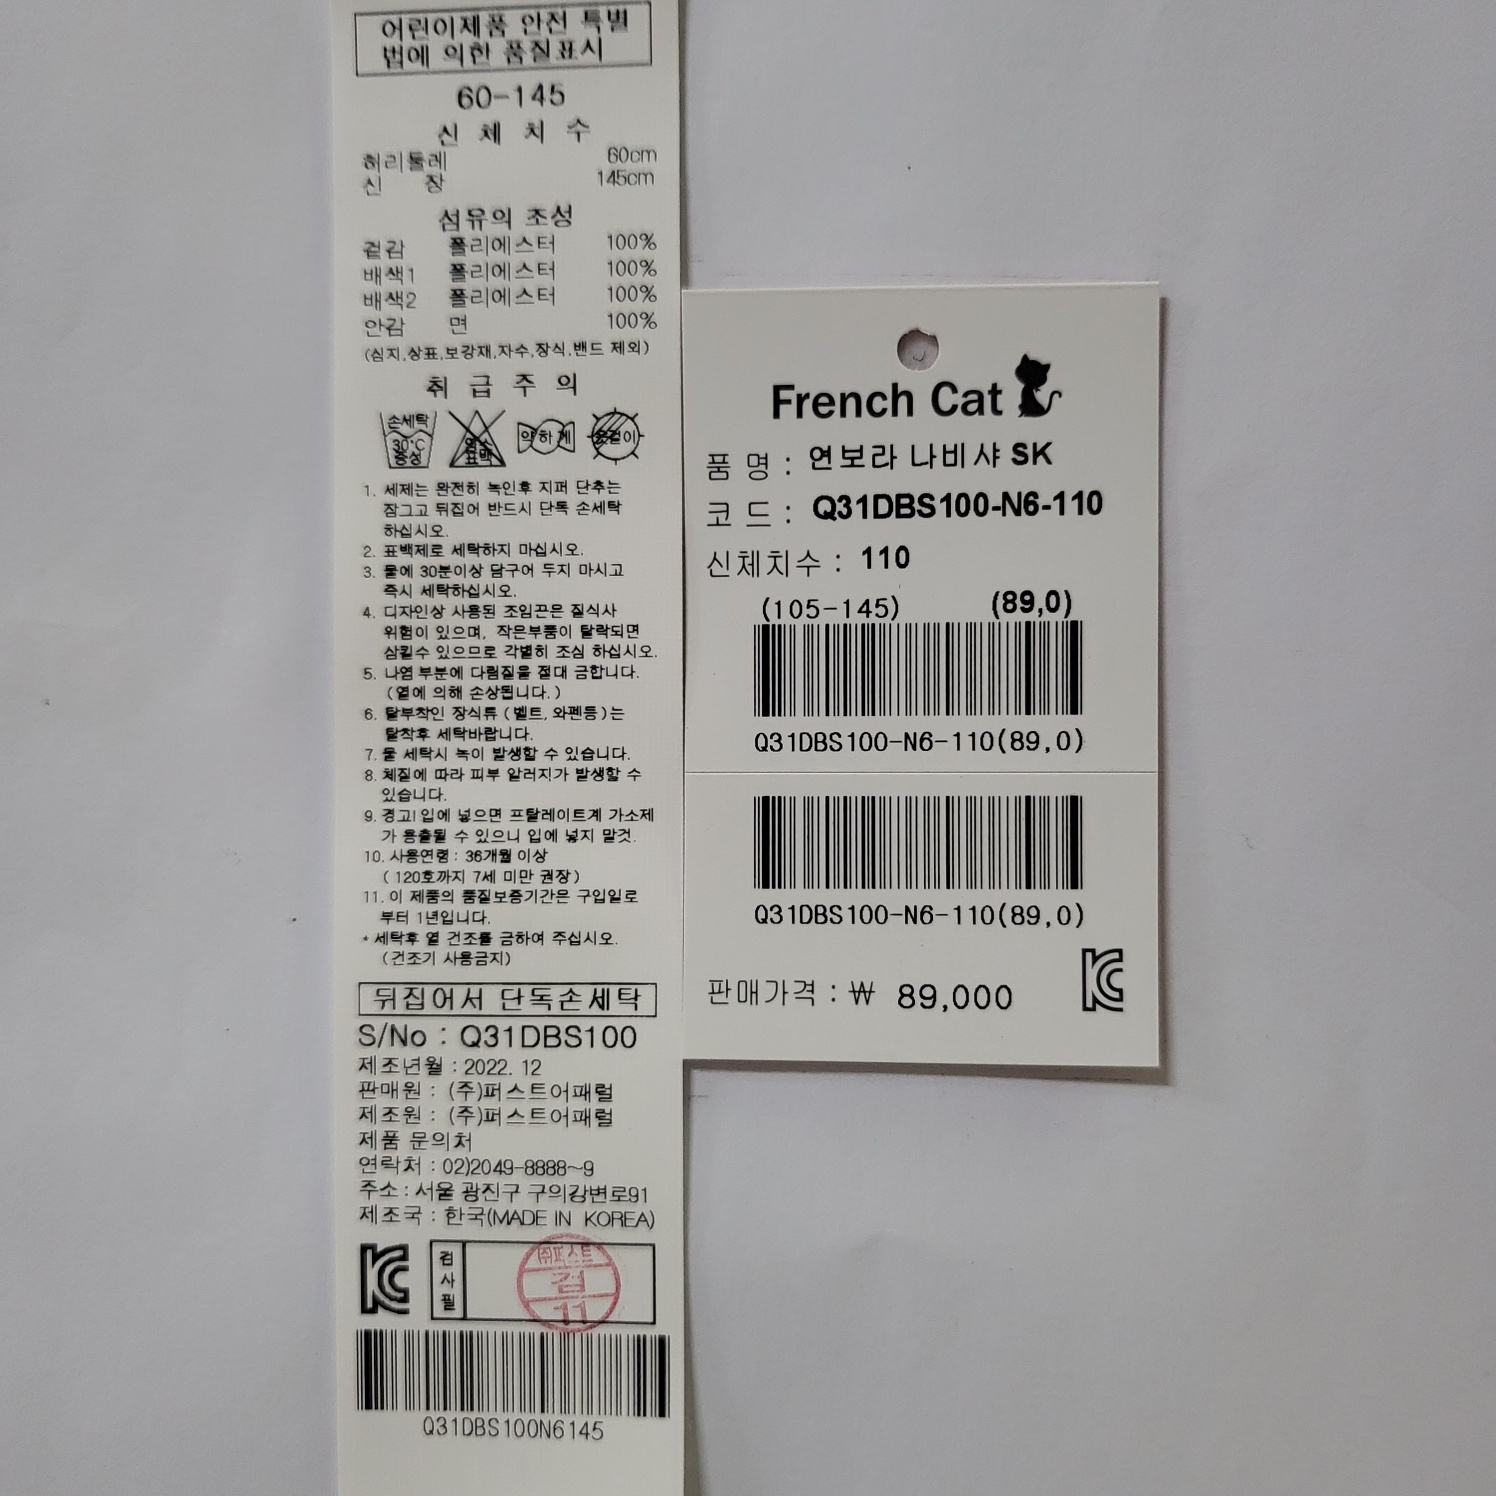 어린이제품 안전 특별
법에 의한 품질표시
60-145
신 체 치 수
허리둘레 60cm
신 장 145cm
섬유의 조성
겉감 폴리에스터 100%
배색1 폴리에스터 100%
배색2 폴리에스터 100%
안감 면 100%
(심지,상표,보강재,자수,장식,밴드 제외)
취 급 주 의
손세탁 30°C 중성
염소 표백
약하게
옷걸이
1. 세제는 완전히 녹인후 지퍼 단추는
잠그고 뒤집어 반드시 단독 손세탁
하십시오.
2. 표백제로 세탁하지 마십시오.
3. 물에 30분이상 담구어 두지 마시고
즉시 세탁하십시오.
4. 디자인상 사용된 조임끈은 질식사
위험이 있으며, 작은부품이 탈락되면
삼킬수 있으므로 각별히 조심 하십시오.
5. 나염 부분에 다림질을 절대 금합니다.
(열에 의해 손상됩니다.)
6. 탈부착인 장식류 (벨트, 와펜등)는
탈착후 세탁바랍니다.
7. 물 세탁시 녹이 발생할 수 있습니다.
8. 체질에 따라 피부 알러지가 발생할 수
있습니다.
9. 경고! 입에 넣으면 프탈레이트계 가소제
가 용출될 수 있으니 입에 넣지 말것.
10. 사용연령 : 36개월 이상
( 120호까지 7세 미만 권장 )
11. 이 제품의 품질보증기간은 구입일로
부터 1년입니다.
* 세탁후 열 건조를 금하여 주십시오.
(건조기 사용금지)
뒤집어서 단독손세탁
S/No : Q31DBS100
제조년월 : 2022. 12
판매원 : (주)퍼스트어패럴
제조원 : (주)퍼스트어패럴
제품 문의처
연락처 : 02)2049-8888~9
주소 : 서울 광진구 구의강변로91
제조국 : 한국(MADE IN KOREA)
KC 검사필
㈜퍼스트
검
11
Q31DBS100N6145
French Cat
품 명 : 연보라 나비샤 SK
코 드 : Q31DBS100-N6-110
신체치수 : 110
(105-145) (89,0)
Q31DBS100-N6-110(89,0)
Q31DBS100-N6-110(89,0)
판매가격 : ₩ 89,000
KC